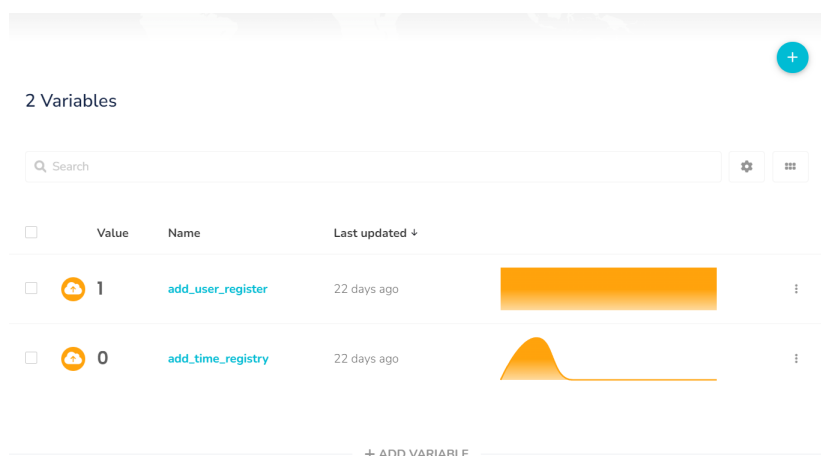 +
2 Variables
Search
Value Name Last updated ↓
1 add_user_register 22 days ago
0 add_time_registry 22 days ago
+ ADD VARIABLE